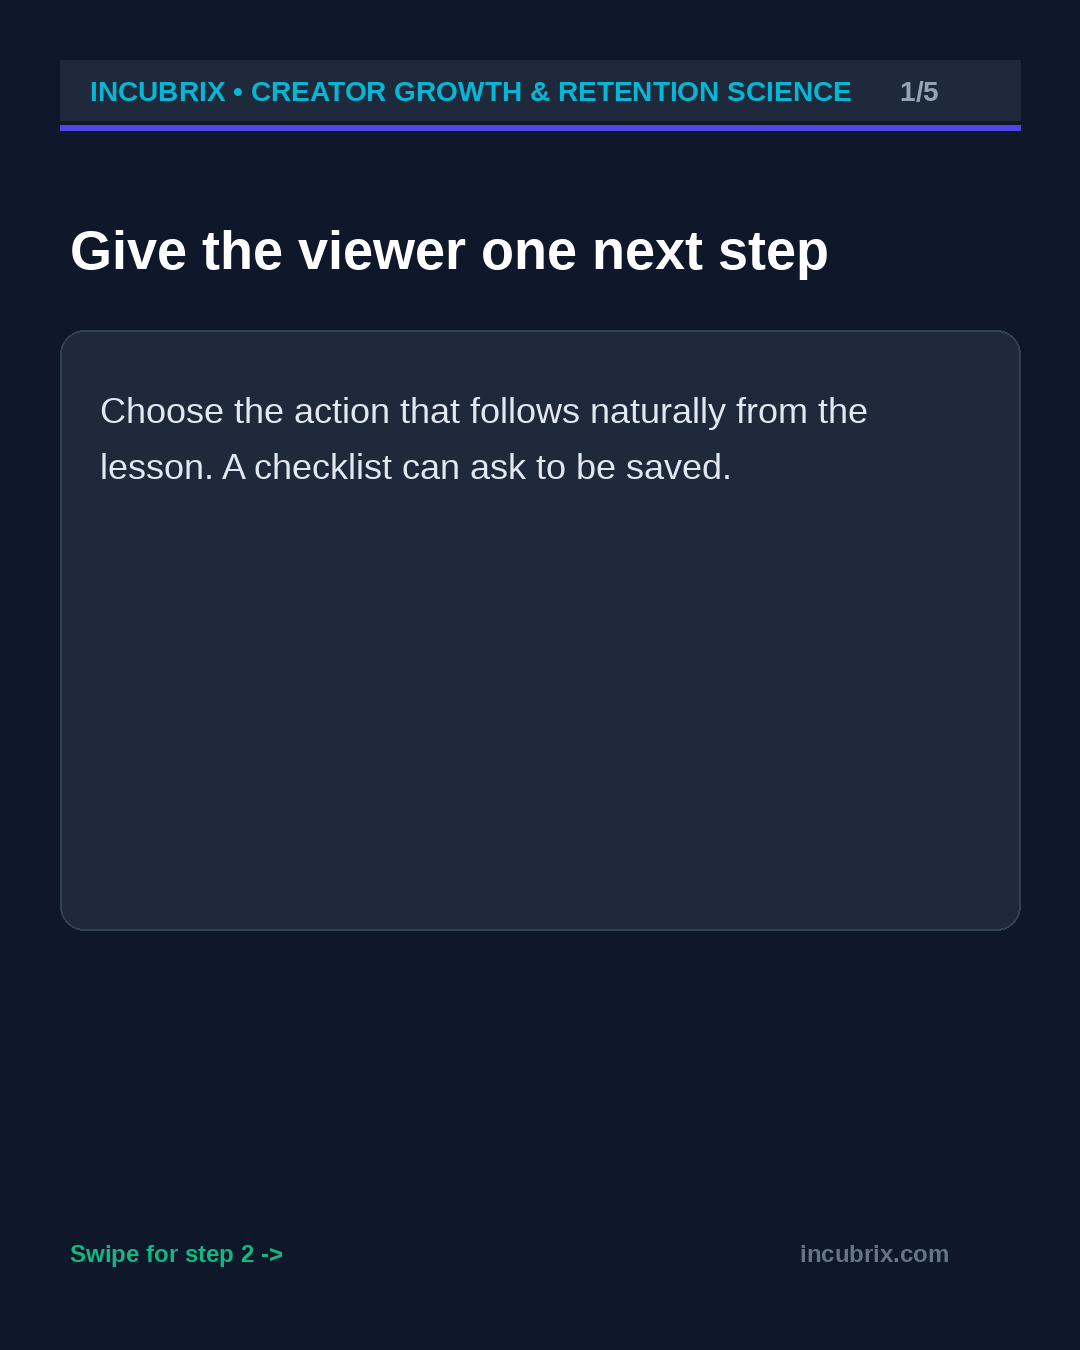 INCUBRIX • CREATOR GROWTH & RETENTION SCIENCE 1/5
Give the viewer one next step
Choose the action that follows naturally from the
lesson. A checklist can ask to be saved.
Swipe for step 2 ->
incubrix.com